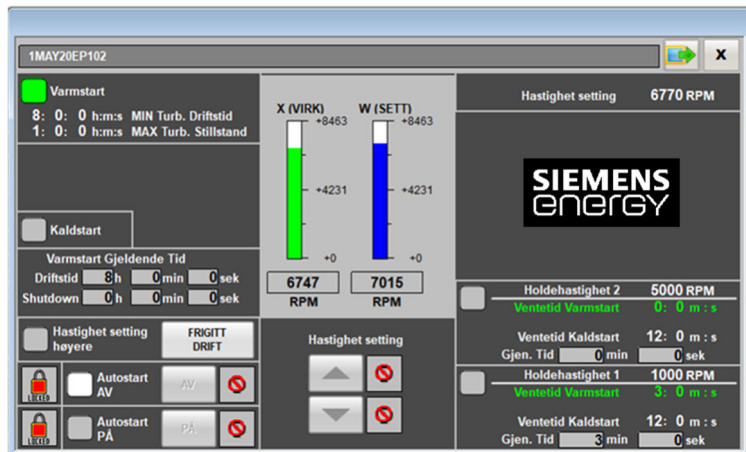 1MAY20EP102
X
Varmstart
8: 0: 0 h:m:s MIN Turb. Driftstid
1: 0: 0 h:m:s MAX Turb. Stillstand
Kaldstart
Varmstart Gjeldende Tid
Driftstid 8 h 0 min 0 sek
Shutdown 0 h 0 min 0 sek
Hastighet setting
høyere
FRIGITT
DRIFT
LOCKED
Autostart
AV
AV
LOCKED
Autostart
PÅ
PÅ
X (VIRK) W (SETT)
+8463 +8463
+4231 +4231
+0 +0
6747 7015
RPM RPM
Hastighet setting
Hastighet setting 6770 RPM
SIEMENS
energy
Holdehastighet 2 5000 RPM
Ventetid Varmstart 0: 0 m : s
Ventetid Kaldstart 12: 0 m : s
Gjen. Tid 0 min 0 sek
Holdehastighet 1 1000 RPM
Ventetid Varmstart 3: 0 m : s
Ventetid Kaldstart 12: 0 m : s
Gjen. Tid 3 min 0 sek